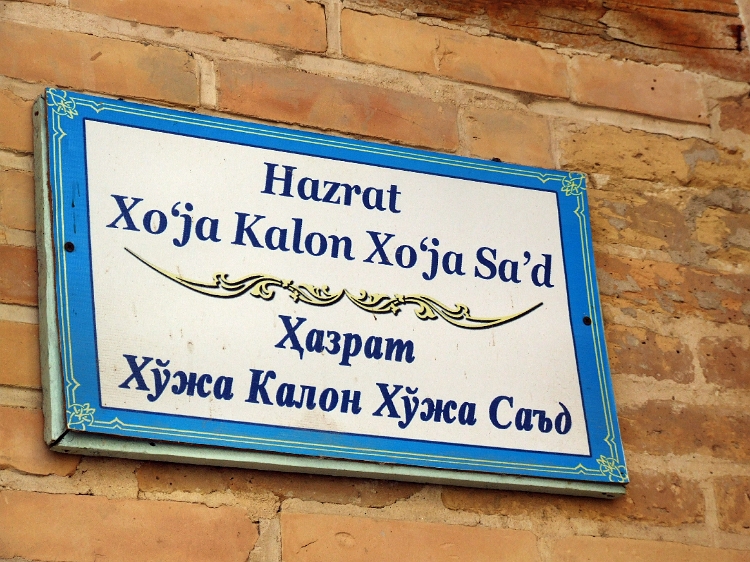 Hazrat
Xo‘ja Kalon Xo‘ja Sa’d
Ҳазрат
Хўжа Калон Хўжа Саъд